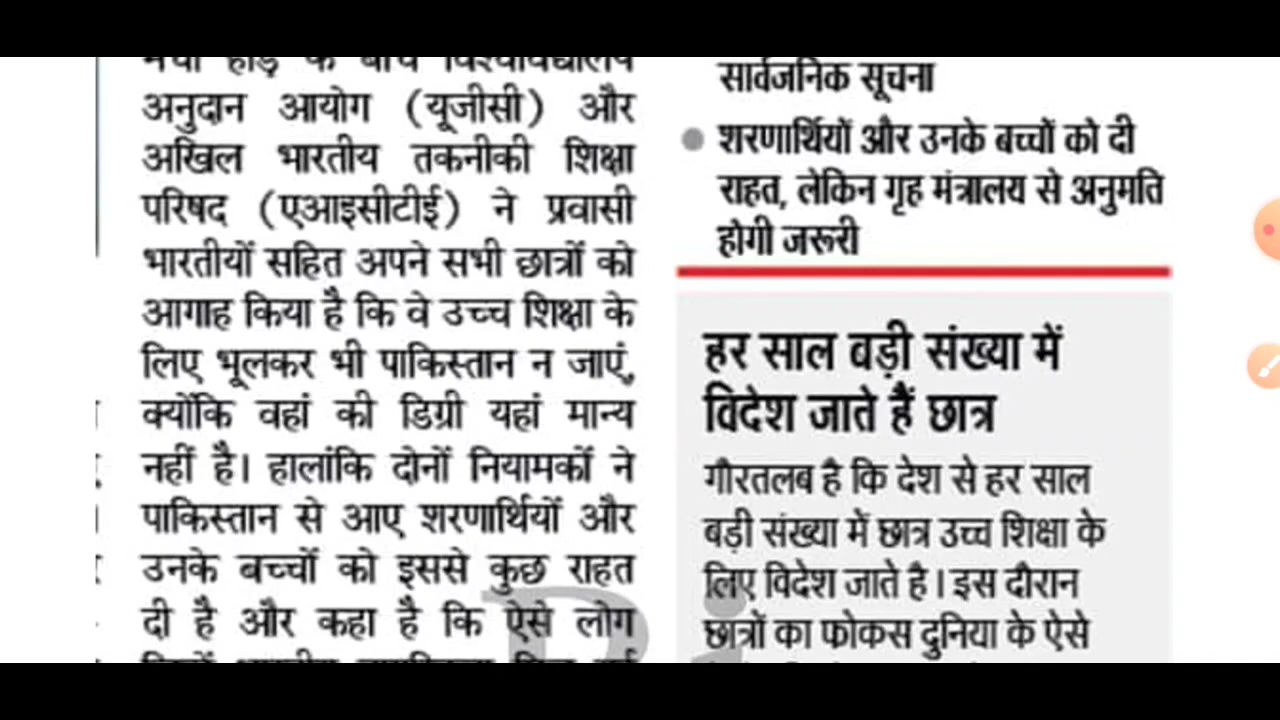 अनुदान आयोग (यूजीसी) और
अखिल भारतीय तकनीकी शिक्षा
परिषद (एआइसीटीई) ने प्रवासी
भारतीयों सहित अपने सभी छात्रों को
आगाह किया है कि वे उच्च शिक्षा के
लिए भूलकर भी पाकिस्तान न जाएं,
क्योंकि वहां की डिग्री यहां मान्य
नहीं है। हालांकि दोनों नियामकों ने
पाकिस्तान से आए शरणार्थियों और
उनके बच्चों को इससे कुछ राहत
दी है और कहा है कि ऐसे लोग
सार्वजनिक सूचना
शरणार्थियों और उनके बच्चों को दी
राहत, लेकिन गृह मंत्रालय से अनुमति
होगी जरूरी
हर साल बड़ी संख्या में
विदेश जाते हैं छात्र
गौरतलब है कि देश से हर साल
बड़ी संख्या में छात्र उच्च शिक्षा के
लिए विदेश जाते है। इस दौरान
छात्रों का फोकस दुनिया के ऐसे